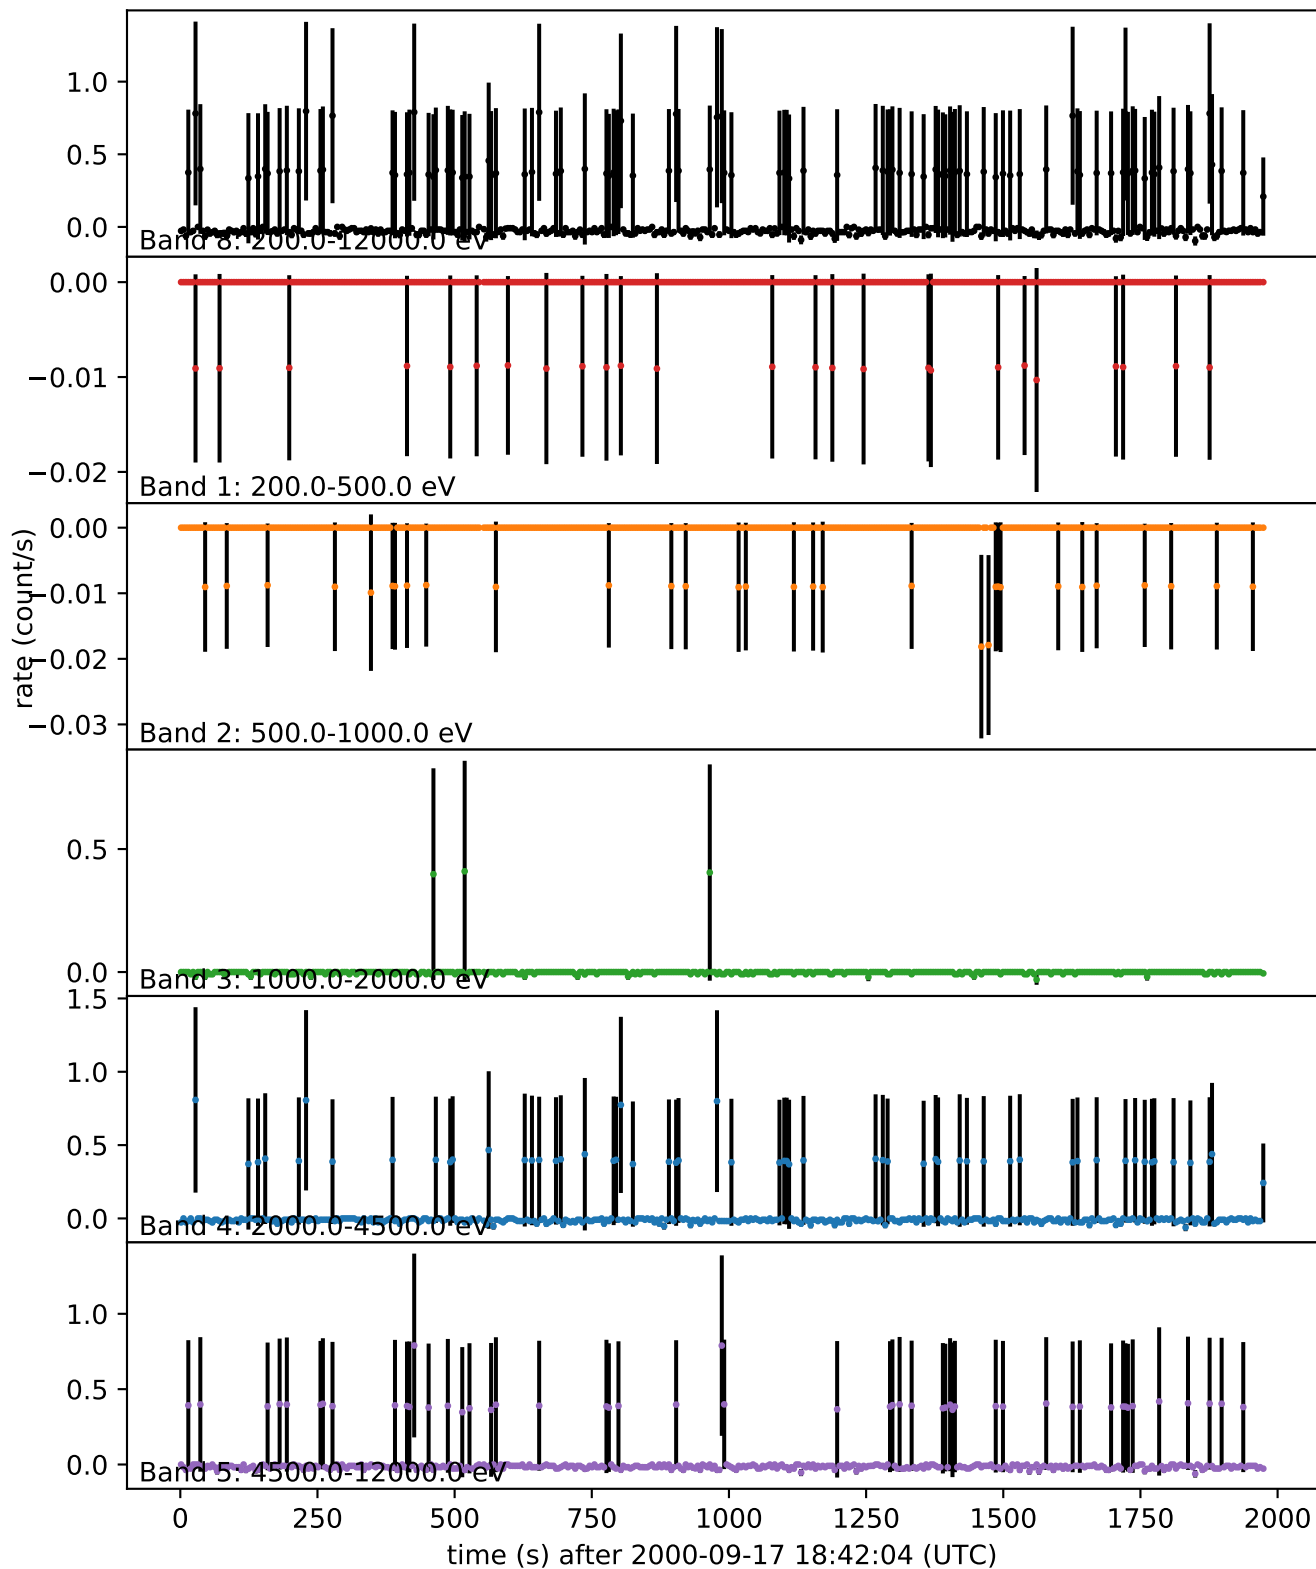 1.0
0.5
0.0
Band 8: 200.0-12000.0 eV
0.00
−0.01
−0.02
Band 1: 200.0-500.0 eV
0.00
−0.01
−0.02
−0.03
rate (count/s)
Band 2: 500.0-1000.0 eV
0.5
0.0
Band 3: 1000.0-2000.0 eV
1.5
1.0
0.5
0.0
Band 4: 2000.0-4500.0 eV
1.0
0.5
0.0
Band 5: 4500.0-12000.0 eV
0 250 500 750 1000 1250 1500 1750 2000
time (s) after 2000-09-17 18:42:04 (UTC)